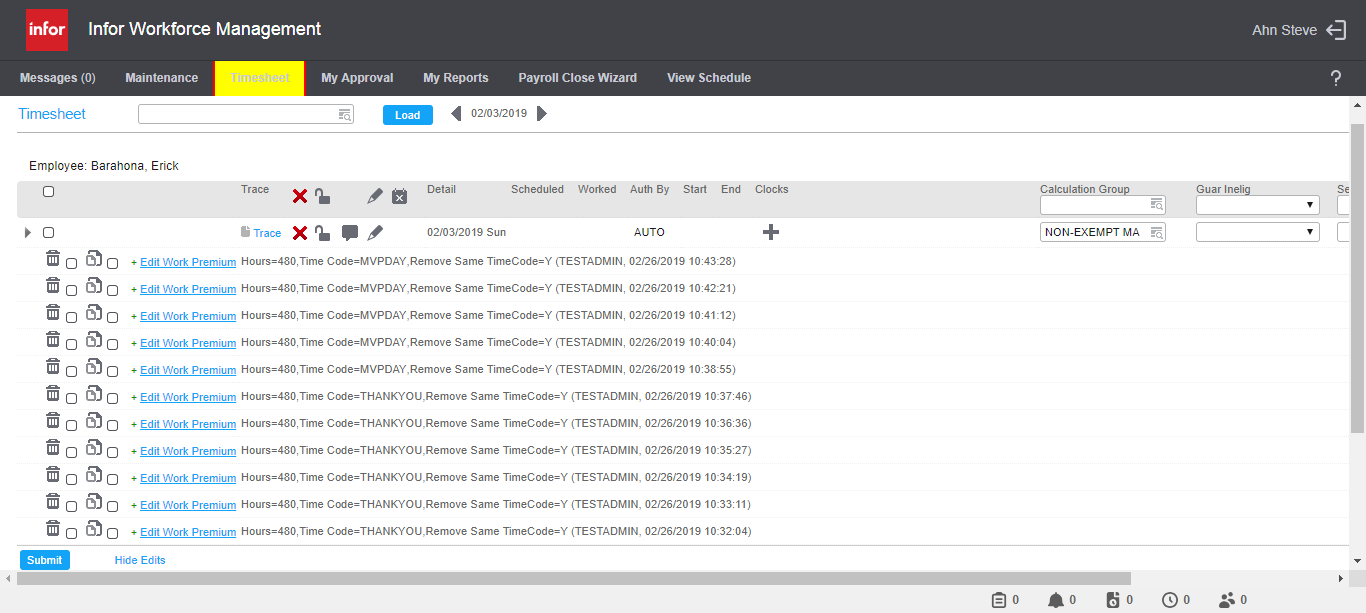 infor Infor Workforce Management Ahn Steve
Messages (0) Maintenance Timesheet My Approval My Reports Payroll Close Wizard View Schedule ?
Timesheet Load 02/03/2019
Employee: Barahona, Erick
Trace Detail Scheduled Worked Auth By Start End Clocks Calculation Group Guar Inelig Se
Trace 02/03/2019 Sun AUTO NON-EXEMPT MA
+ Edit Work Premium Hours=480,Time Code=MVPDAY,Remove Same TimeCode=Y (TESTADMIN, 02/26/2019 10:43:28)
+ Edit Work Premium Hours=480,Time Code=MVPDAY,Remove Same TimeCode=Y (TESTADMIN, 02/26/2019 10:42:21)
+ Edit Work Premium Hours=480,Time Code=MVPDAY,Remove Same TimeCode=Y (TESTADMIN, 02/26/2019 10:41:12)
+ Edit Work Premium Hours=480,Time Code=MVPDAY,Remove Same TimeCode=Y (TESTADMIN, 02/26/2019 10:40:04)
+ Edit Work Premium Hours=480,Time Code=MVPDAY,Remove Same TimeCode=Y (TESTADMIN, 02/26/2019 10:38:55)
+ Edit Work Premium Hours=480,Time Code=THANKYOU,Remove Same TimeCode=Y (TESTADMIN, 02/26/2019 10:37:46)
+ Edit Work Premium Hours=480,Time Code=THANKYOU,Remove Same TimeCode=Y (TESTADMIN, 02/26/2019 10:36:36)
+ Edit Work Premium Hours=480,Time Code=THANKYOU,Remove Same TimeCode=Y (TESTADMIN, 02/26/2019 10:35:27)
+ Edit Work Premium Hours=480,Time Code=THANKYOU,Remove Same TimeCode=Y (TESTADMIN, 02/26/2019 10:34:19)
+ Edit Work Premium Hours=480,Time Code=THANKYOU,Remove Same TimeCode=Y (TESTADMIN, 02/26/2019 10:33:11)
+ Edit Work Premium Hours=480,Time Code=THANKYOU,Remove Same TimeCode=Y (TESTADMIN, 02/26/2019 10:32:04)
Submit Hide Edits
0 0 0 0 0